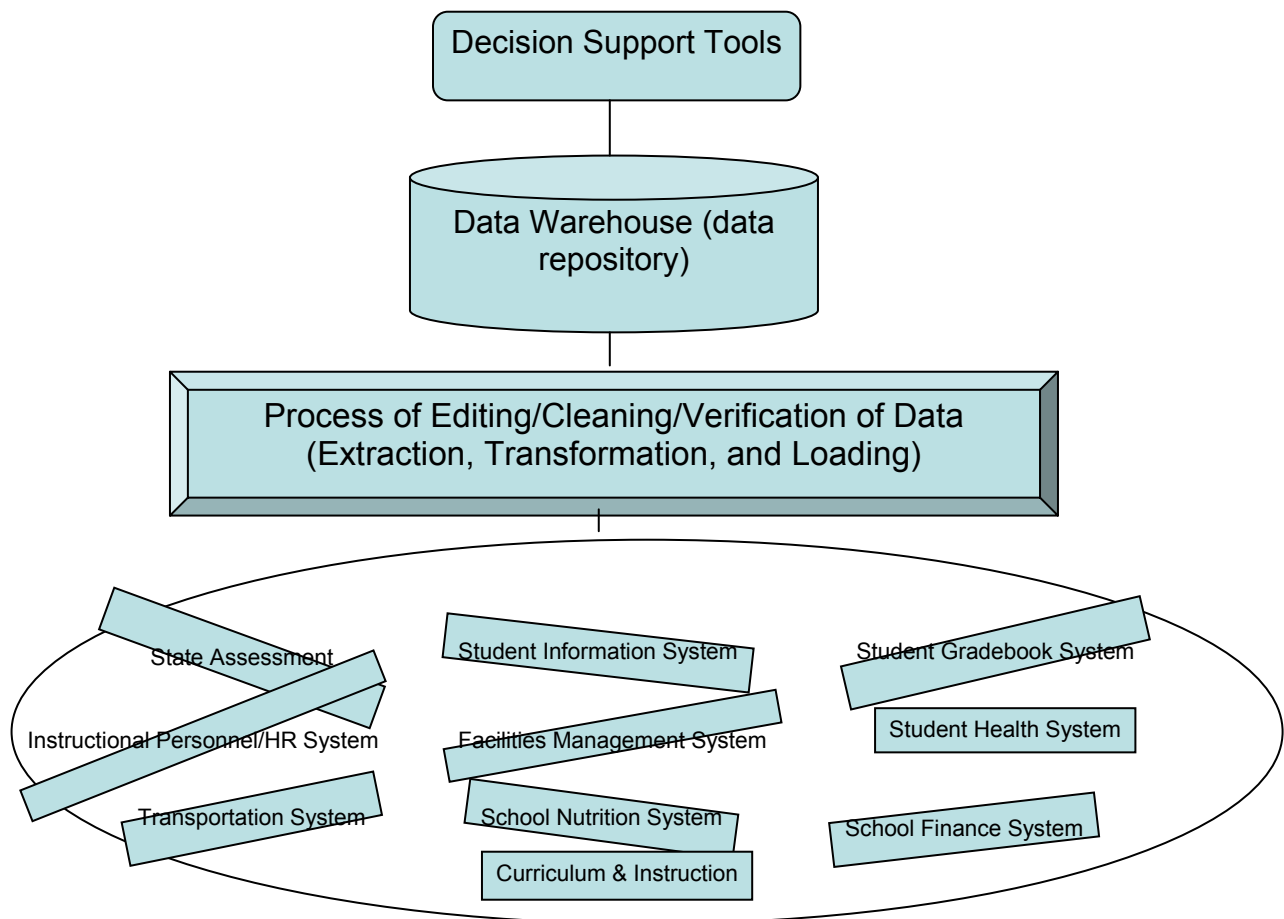 Decision Support Tools
Data Warehouse (data
repository)
Process of Editing/Cleaning/Verification of Data
(Extraction, Transformation, and Loading)
State Assessment
Student Information System
Student Gradebook System
Instructional Personnel/HR System
Facilities Management System
Student Health System
Transportation System
School Nutrition System
School Finance System
Curriculum & Instruction